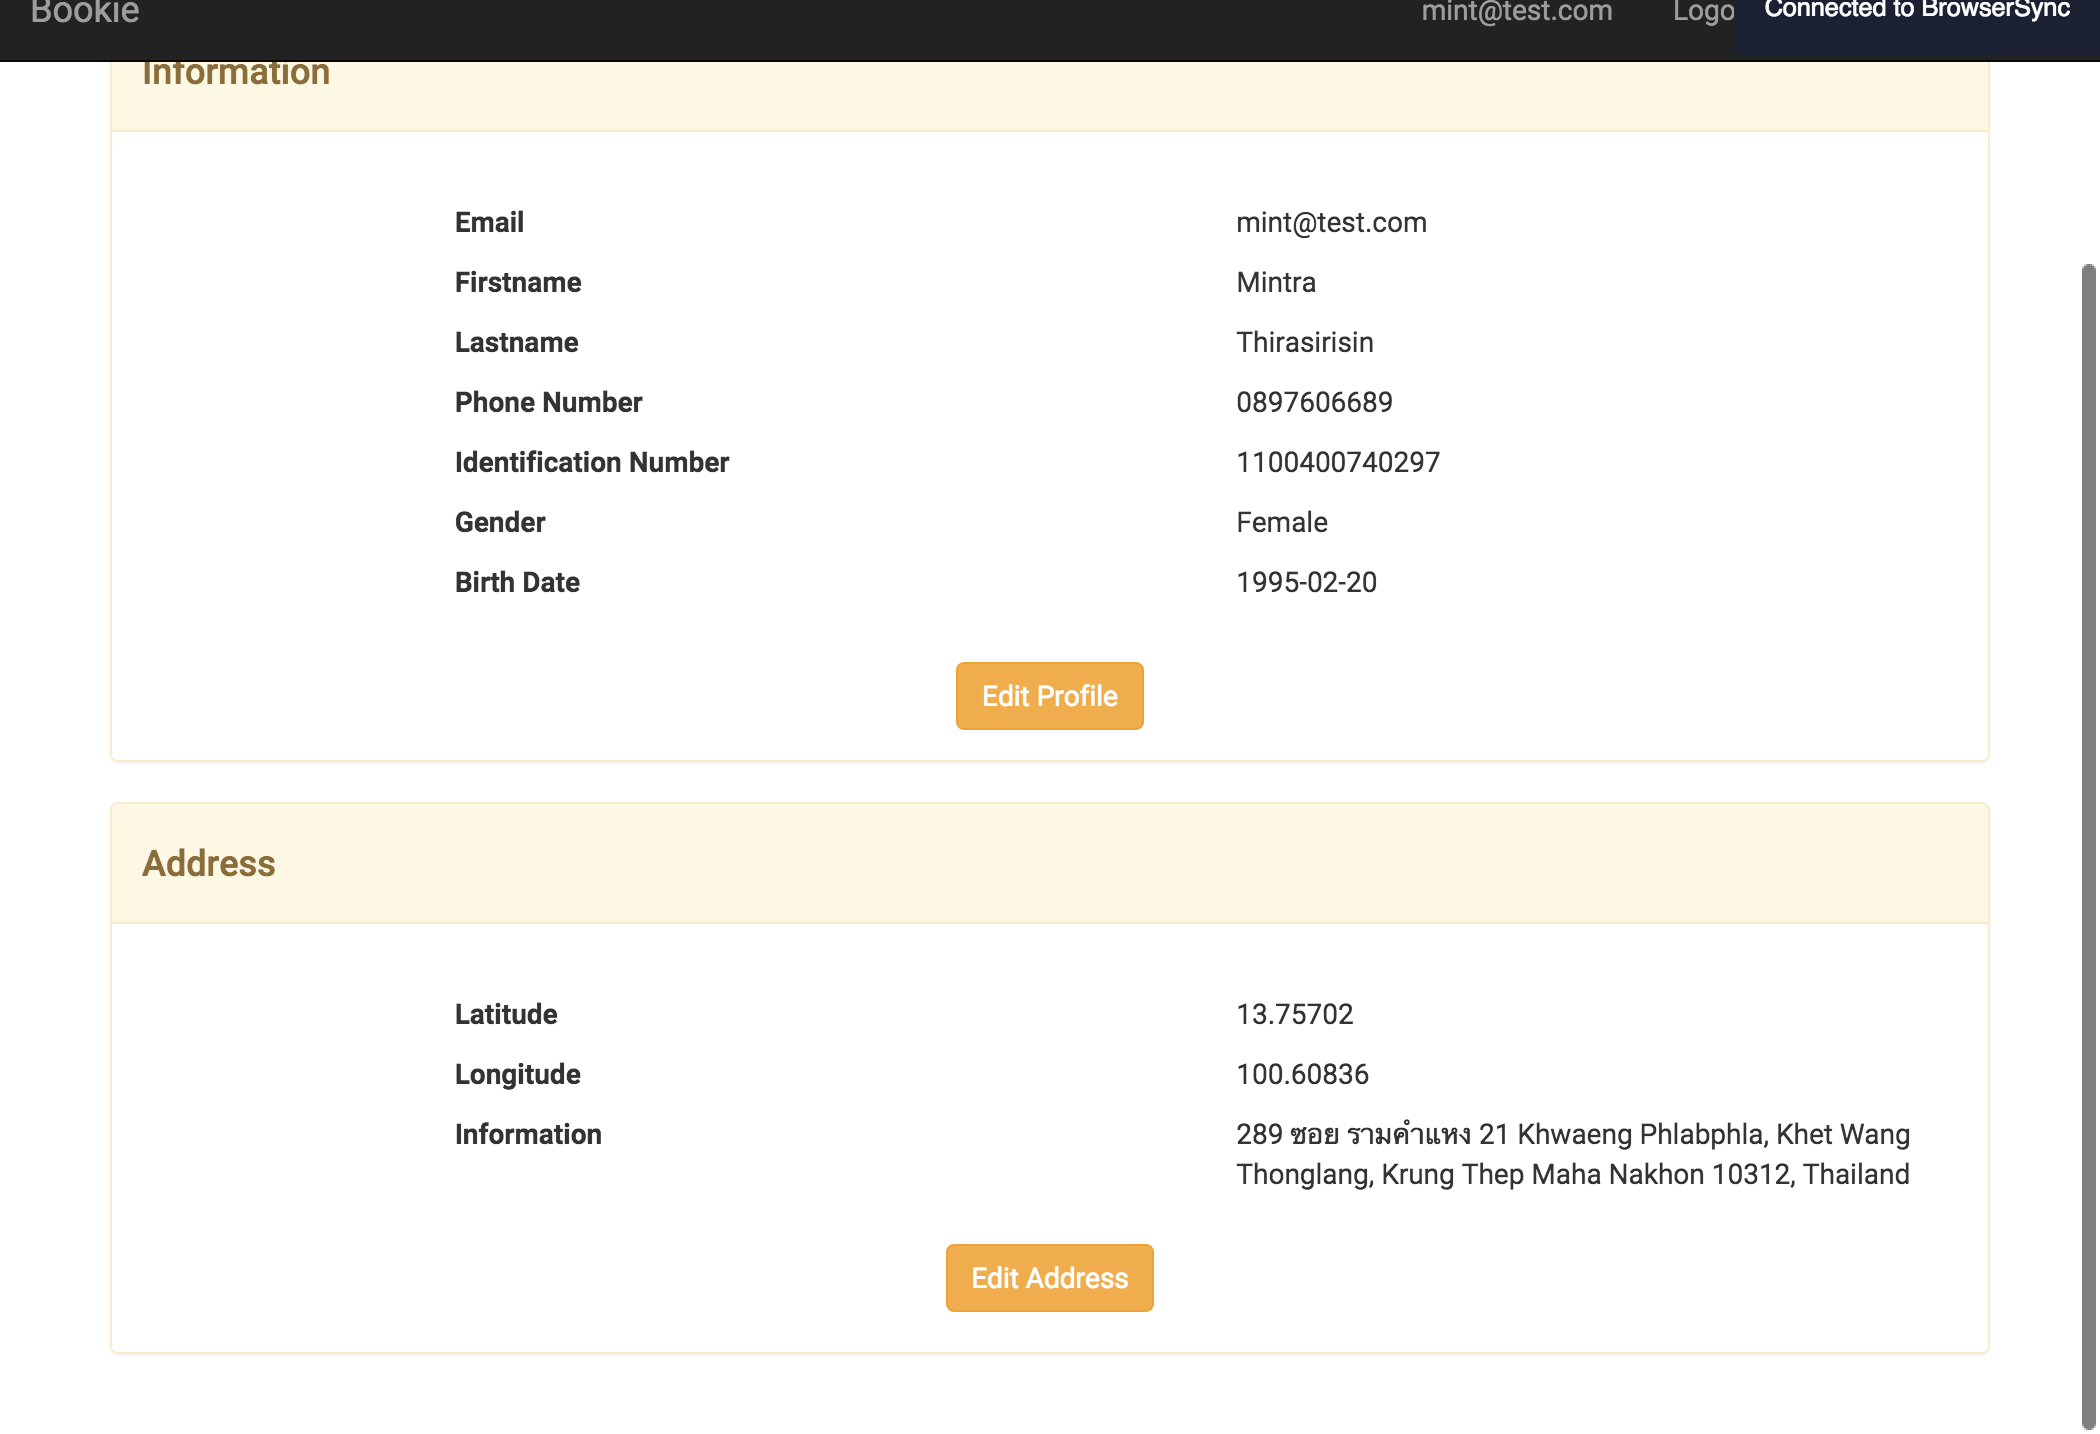 Bookie mint@test.com Logo Connected to BrowserSync
Information
Email mint@test.com
Firstname Mintra
Lastname Thirasirisin
Phone Number 0897606689
Identification Number 1100400740297
Gender Female
Birth Date 1995-02-20
Edit Profile
Address
Latitude 13.75702
Longitude 100.60836
Information 289 ซอย รามคำแหง 21 Khwaeng Phlabphla, Khet Wang
Thonglang, Krung Thep Maha Nakhon 10312, Thailand
Edit Address